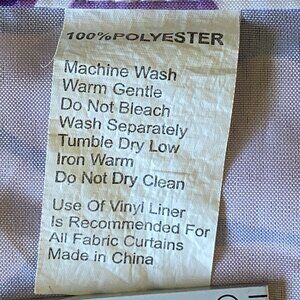 100%POLYESTER
Machine Wash
Warm Gentle
Do Not Bleach
Wash Separately
Tumble Dry Low
Iron Warm
Do Not Dry Clean
Use Of Vinyl Liner
Is Recommended For
All Fabric Curtains
Made in China